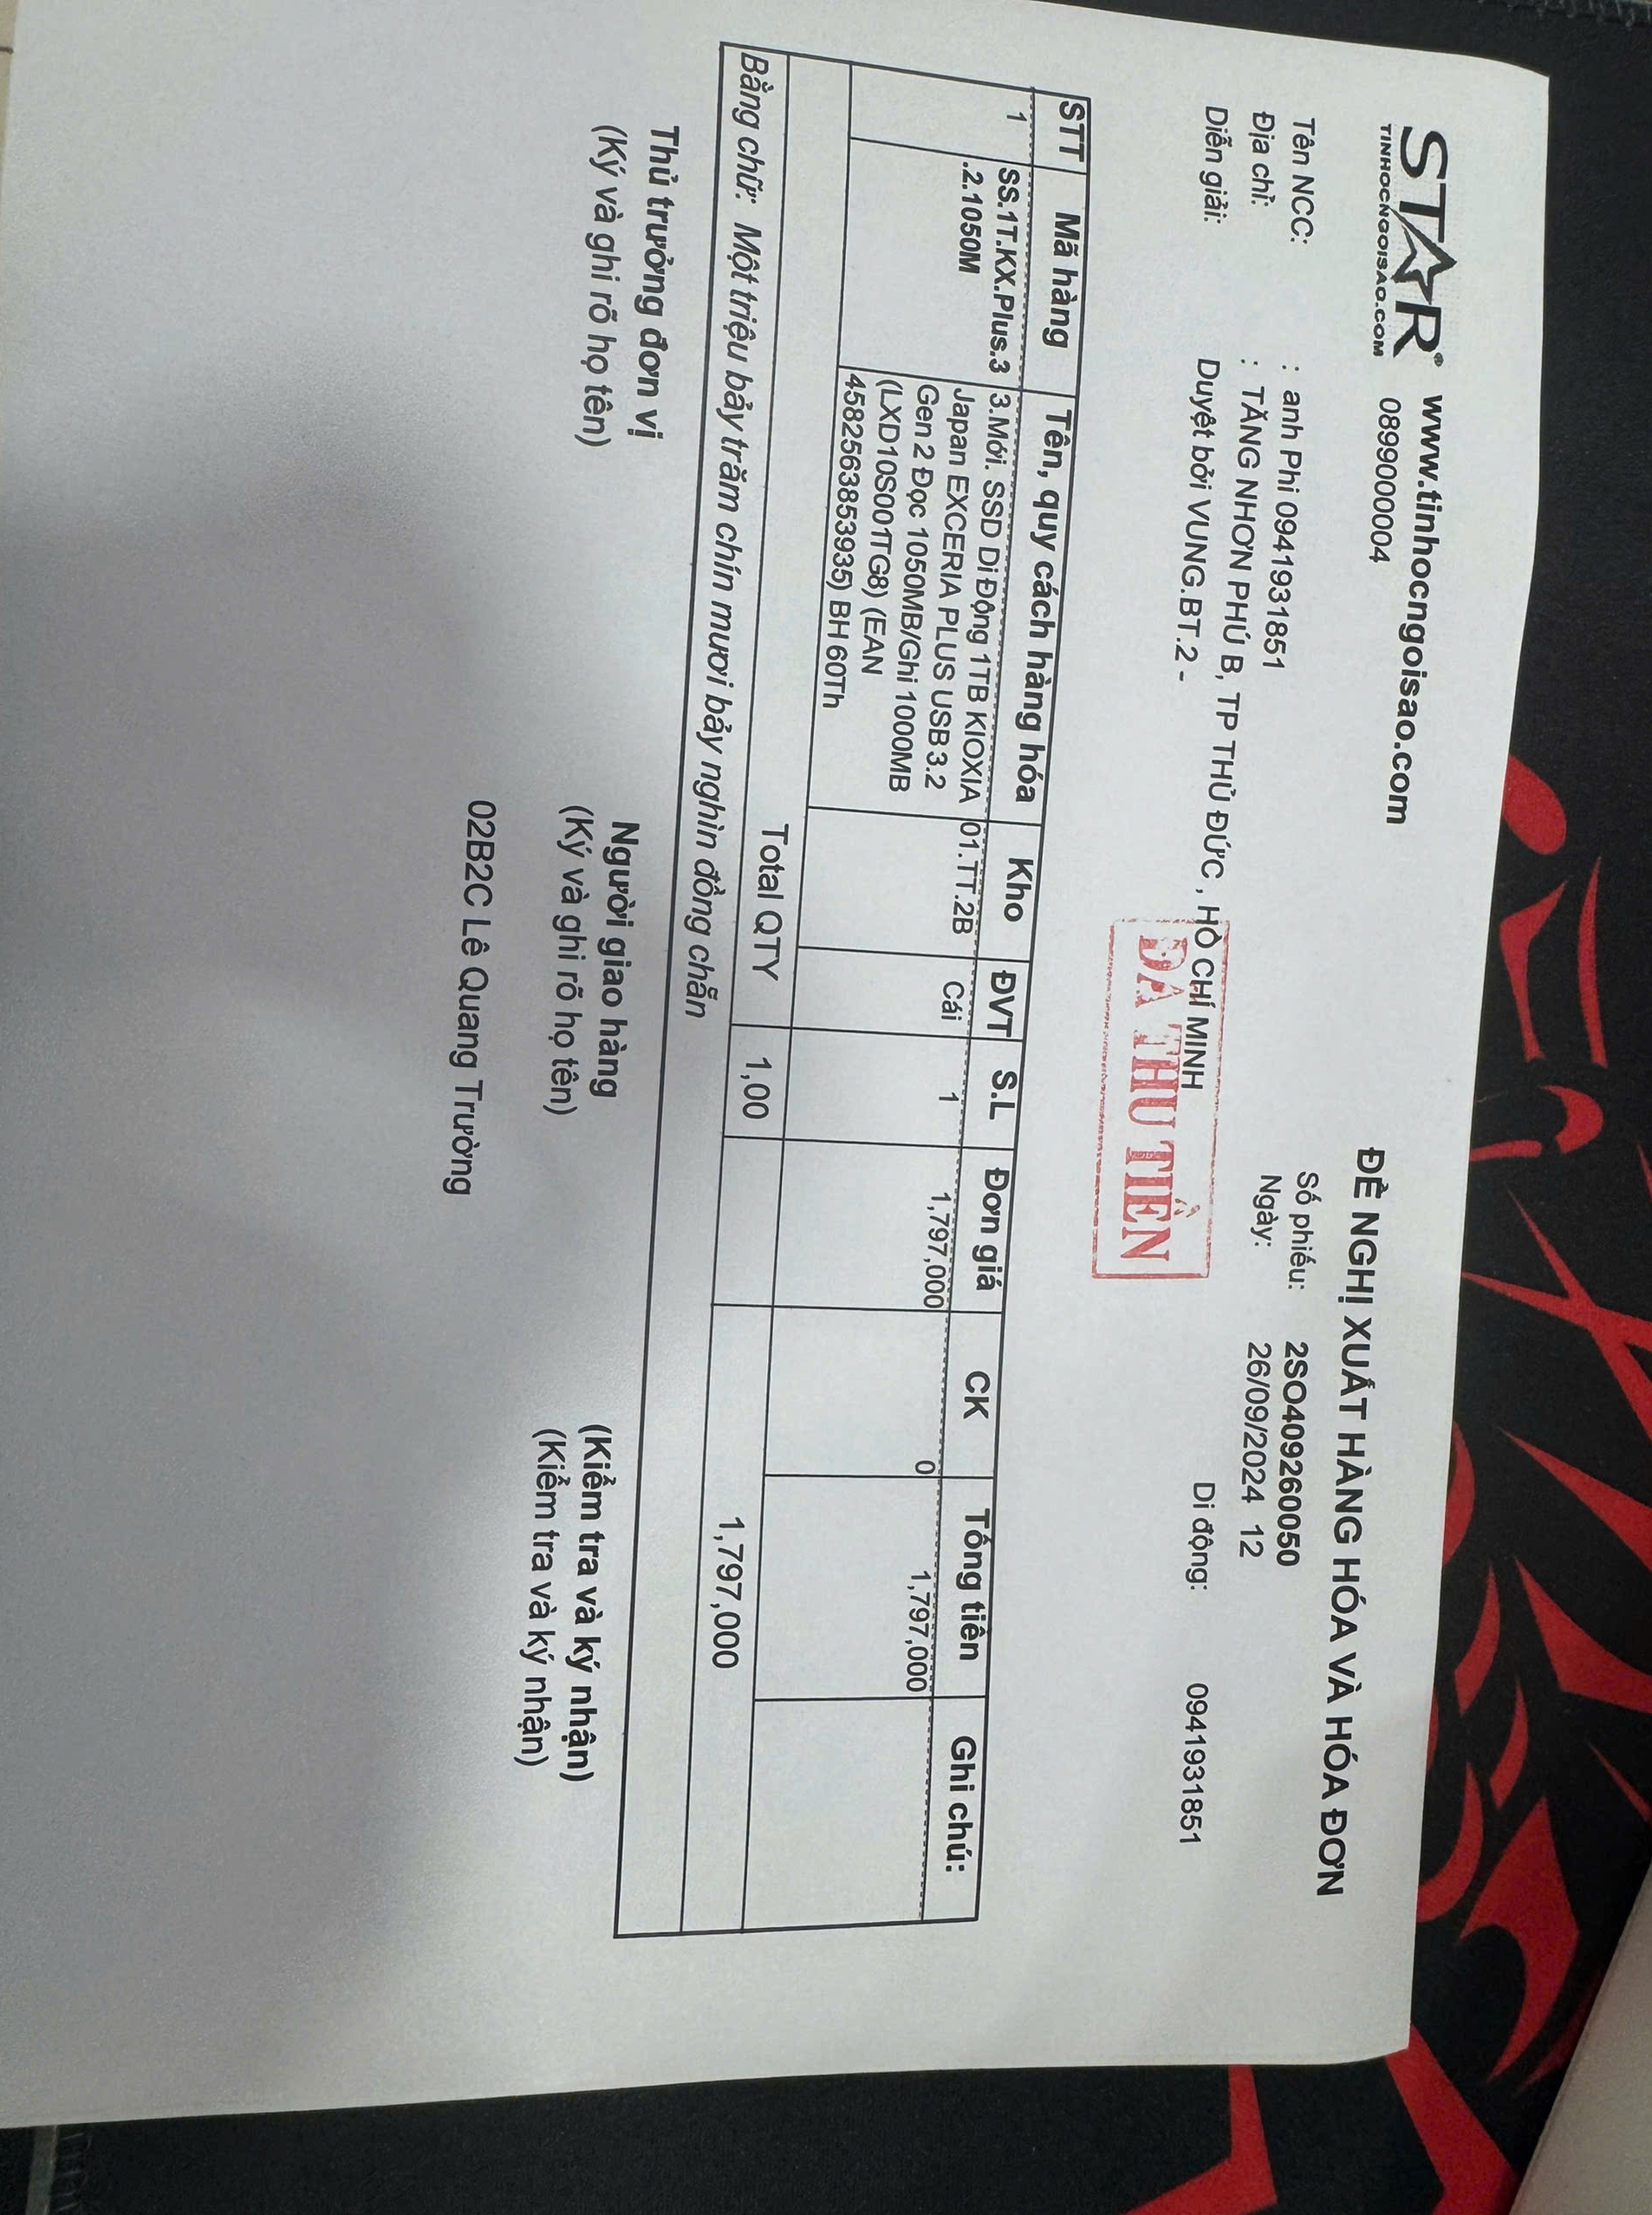 STAR® www.tinhocngoisao.com
TINHOCNGOISAO.COM 0899000004
ĐỀ NGHỊ XUẤT HÀNG HÓA VÀ HÓA ĐƠN
Số phiếu: 2SO409260050
Ngày: 26/09/2024 12
Tên NCC: : anh Phi 0941931851
Địa chỉ: : TĂNG NHƠN PHÚ B, TP THỦ ĐỨC , HỒ CHÍ MINH
Di động: 0941931851
Diễn giải: Duyệt bởi VUNG.BT.2 -
ĐÃ THU TIỀN
STT Mã hàng Tên, quy cách hàng hóa Kho ĐVT S.L Đơn giá CK Tổng tiền Ghi chú:
1 SS.1T.KX.Plus.3 3.Mới. SSD Di Động 1TB KIOXIA 01.TT.2B Cái 1 1,797,000 0 1,797,000
.2.1050M Japan EXCERIA PLUS USB 3.2
Gen 2 Đọc 1050MB/Ghi 1000MB
(LXD10S001TG8) (EAN
4582563853935) BH 60Th
Total QTY 1,00 1,797,000
Bằng chữ: Một triệu bảy trăm chín mươi bảy nghìn đồng chẵn
Thủ trưởng đơn vị Người giao hàng (Kiểm tra và ký nhận)
(Ký và ghi rõ họ tên) (Ký và ghi rõ họ tên) (Kiểm tra và ký nhận)
02B2C Lê Quang Trường